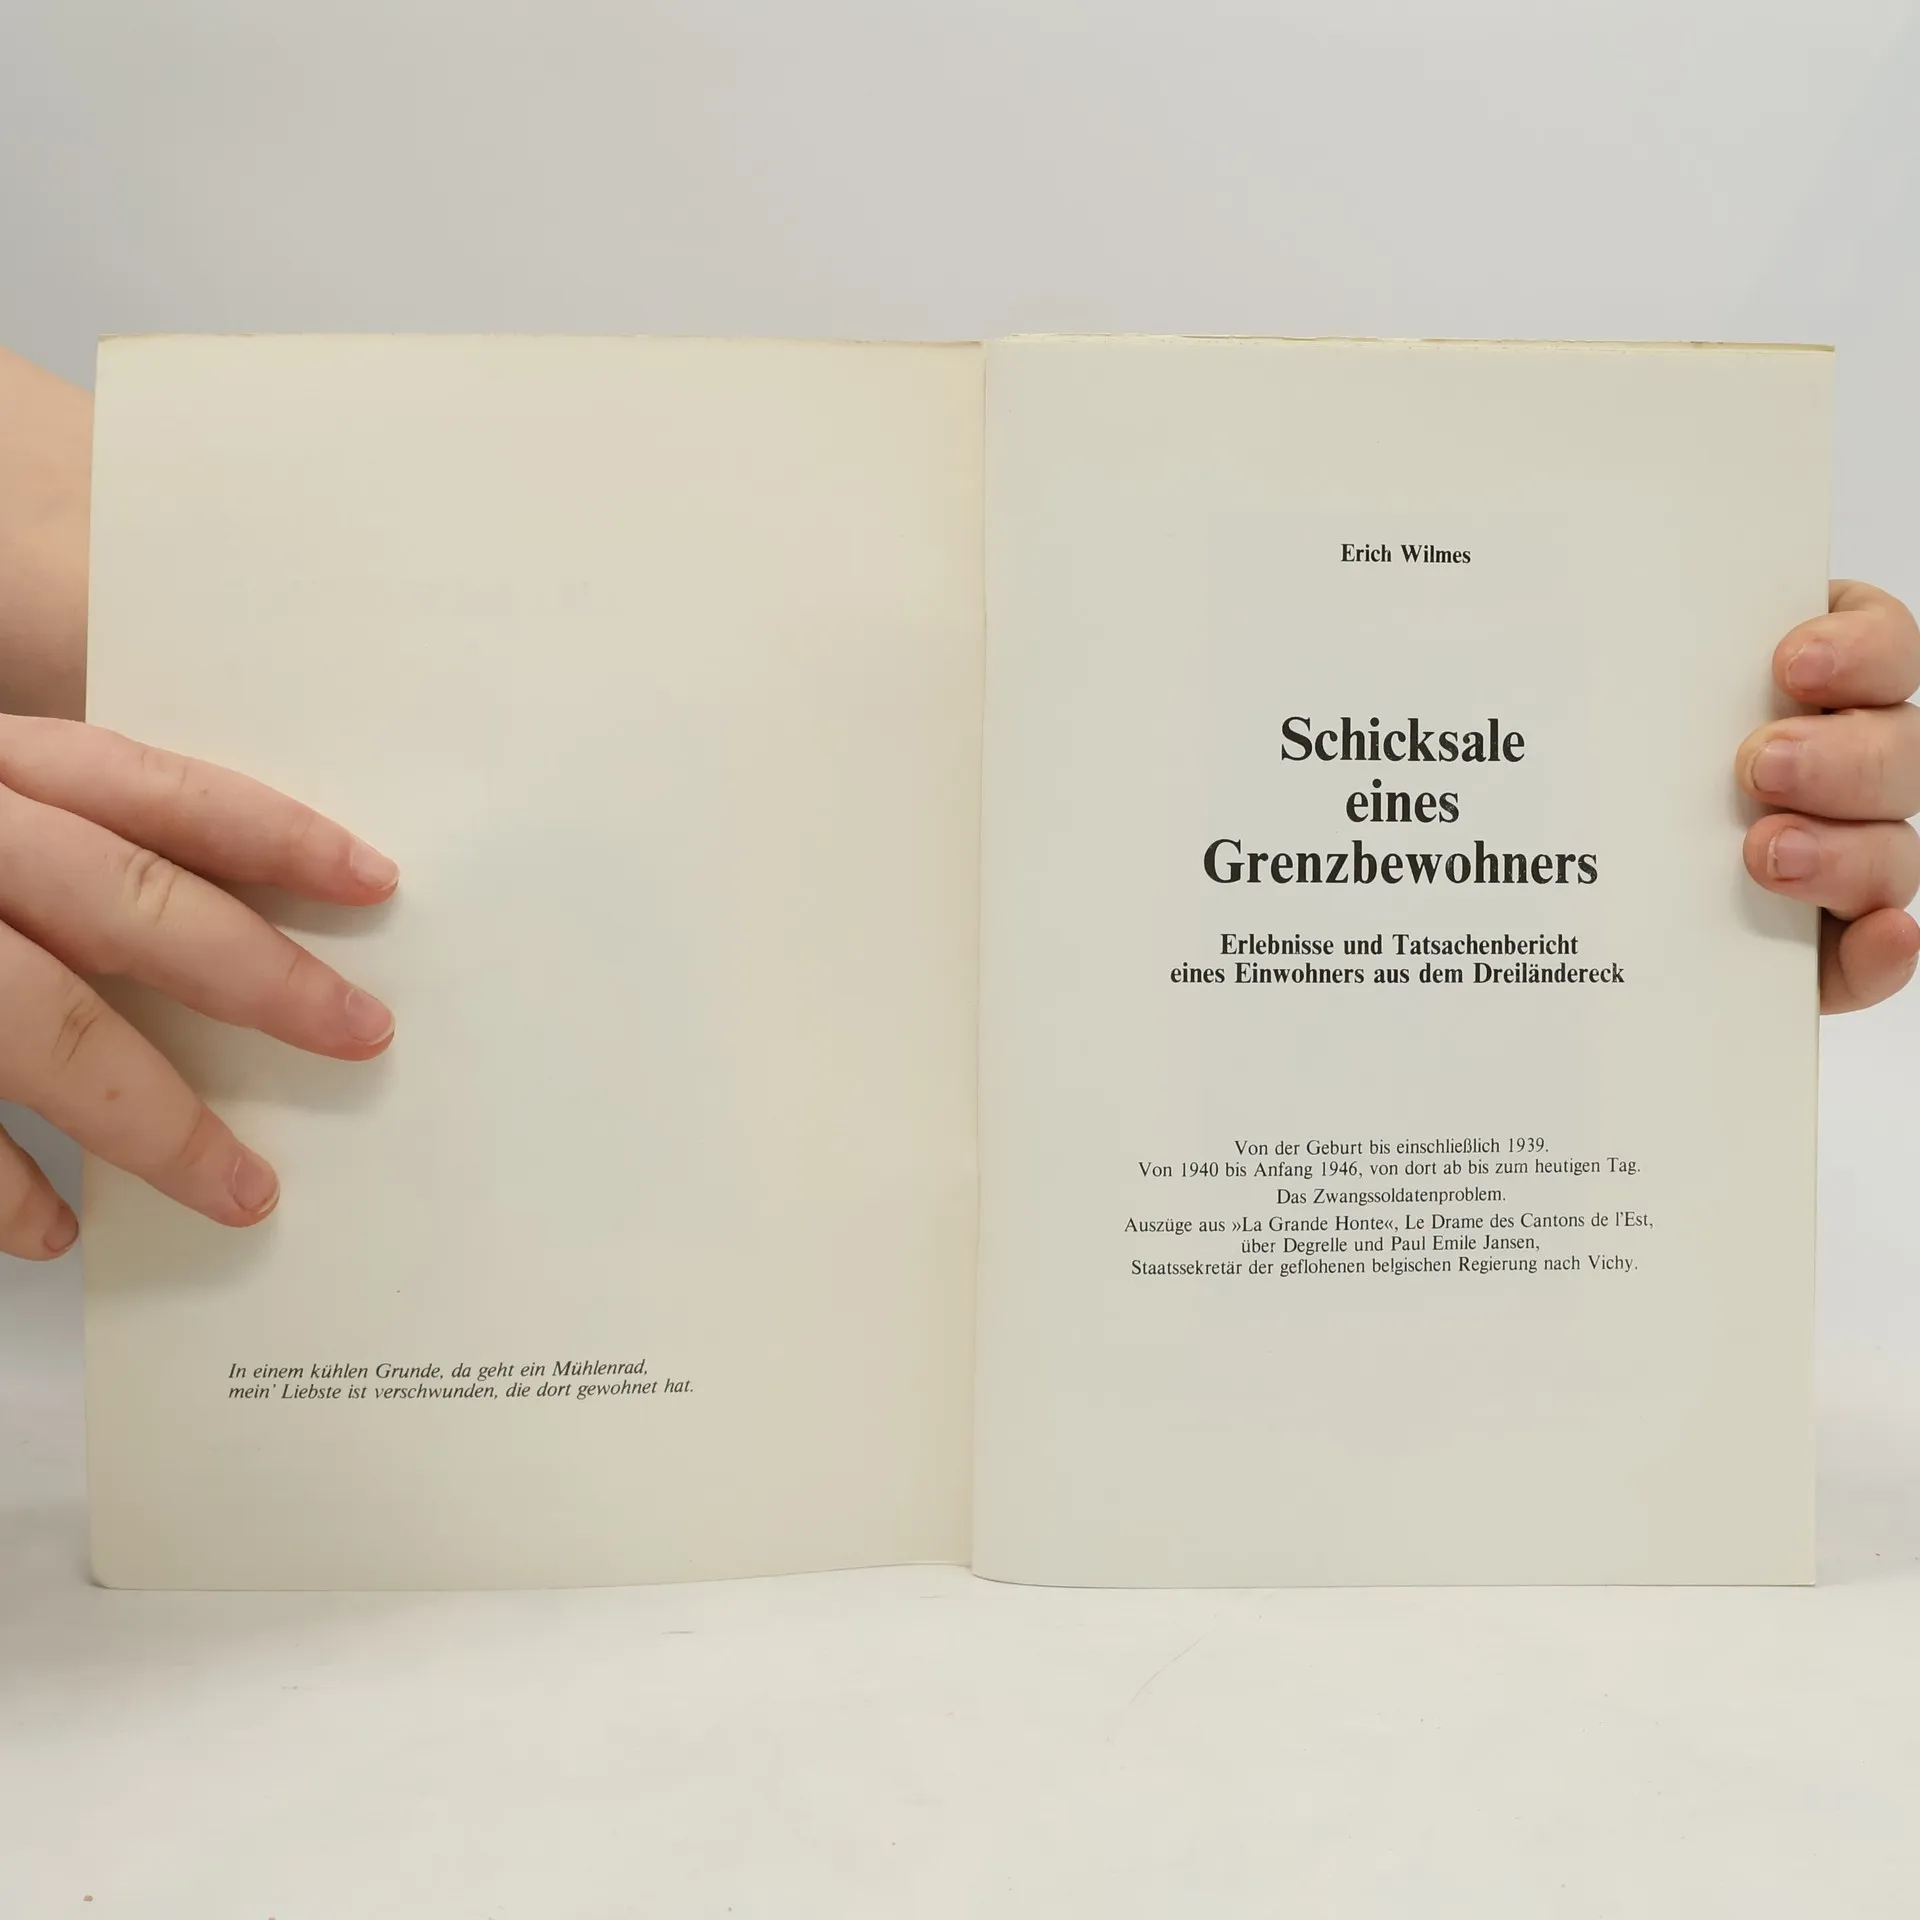 In einem kühlen Grunde, da geht ein Mühlenrad,
mein' Liebste ist verschwunden, die dort gewohnet hat.
Erich Wilmes
Schicksale
eines
Grenzbewohners
Erlebnisse und Tatsachenbericht
eines Einwohners aus dem Dreiländereck
Von der Geburt bis einschließlich 1939.
Von 1940 bis Anfang 1946, von dort ab bis zum heutigen Tag.
Das Zwangssoldatenproblem.
Auszüge aus »La Grande Honte«, Le Drame des Cantons de l'Est,
über Degrelle und Paul Emile Jansen,
Staatssekretär der geflohenen belgischen Regierung nach Vichy.